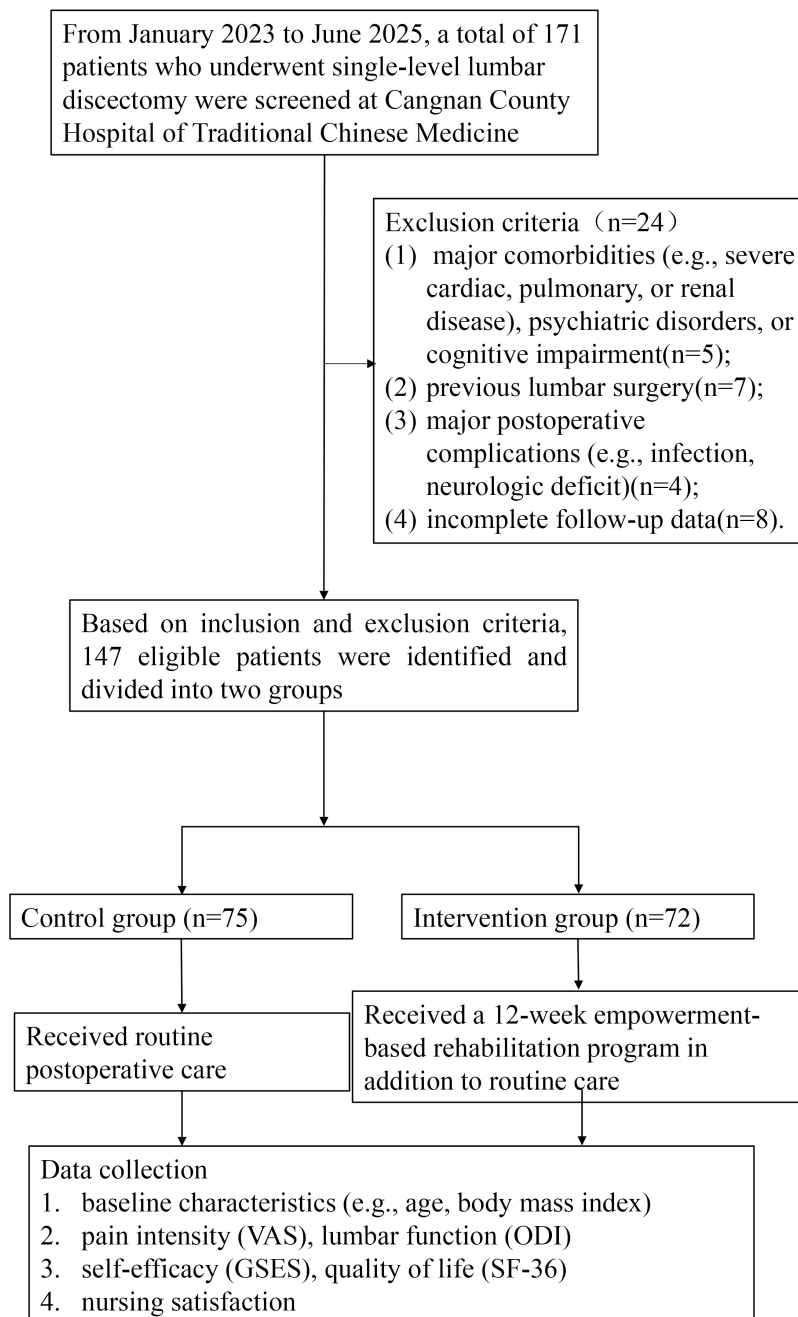 From January 2023 to June 2025, a total of 171
patients who underwent single-level lumbar
discectomy were screened at Cangnan County
Hospital of Traditional Chinese Medicine
Exclusion criteria（n=24）
(1) major comorbidities (e.g., severe
cardiac, pulmonary, or renal
disease), psychiatric disorders, or
cognitive impairment(n=5);
(2) previous lumbar surgery(n=7);
(3) major postoperative
complications (e.g., infection,
neurologic deficit)(n=4);
(4) incomplete follow-up data(n=8).
Based on inclusion and exclusion criteria,
147 eligible patients were identified and
divided into two groups
Control group (n=75)
Intervention group (n=72)
Received routine
postoperative care
Received a 12-week empowerment-
based rehabilitation program in
addition to routine care
Data collection
1. baseline characteristics (e.g., age, body mass index)
2. pain intensity (VAS), lumbar function (ODI)
3. self-efficacy (GSES), quality of life (SF-36)
4. nursing satisfaction